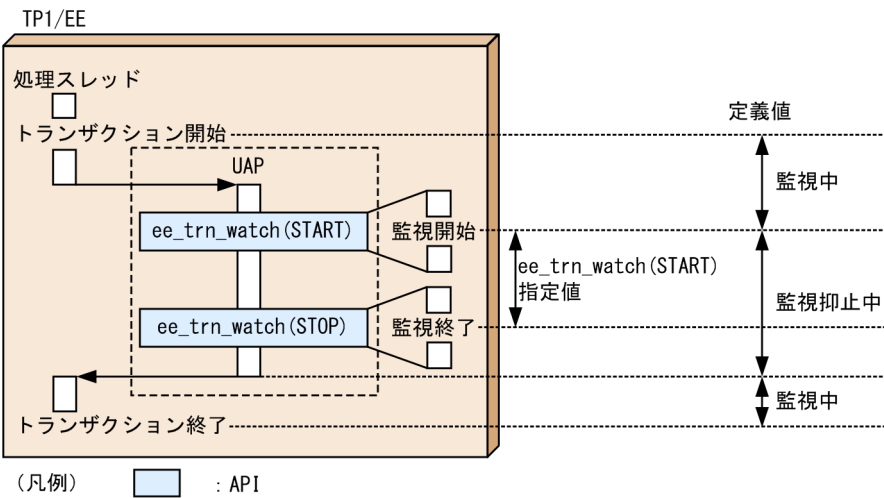 TP1/EE
処理スレッド
トランザクション開始
定義値
UAP
監視中
ee_trn_watch(START)
監視開始
ee_trn_watch(START)
指定値
監視抑止中
ee_trn_watch(STOP)
監視終了
監視中
トランザクション終了
(凡例)
: API